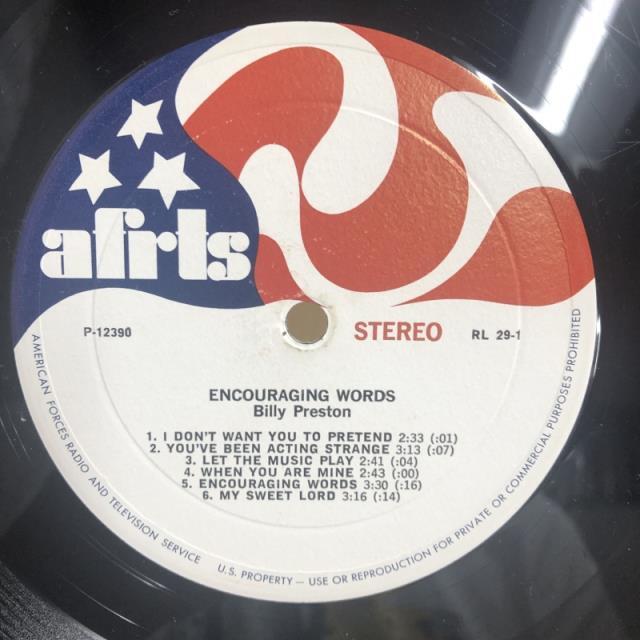 afrts
P-12390
STEREO
RL 29-1
ENCOURAGING WORDS
Billy Preston
1. I DON'T WANT YOU TO PRETEND 2:33 (:01)
2. YOU'VE BEEN ACTING STRANGE 3:13 (:07)
3. LET THE MUSIC PLAY 2:41 (:04)
4. WHEN YOU ARE MINE 2:43 (:00)
5. ENCOURAGING WORDS 3:30 (:16)
6. MY SWEET LORD 3:16 (:14)
AMERICAN FORCES RADIO AND TELEVISION SERVICE U.S. PROPERTY — USE OR REPRODUCTION FOR PRIVATE OR COMMERCIAL PURPOSES PROHIBITED